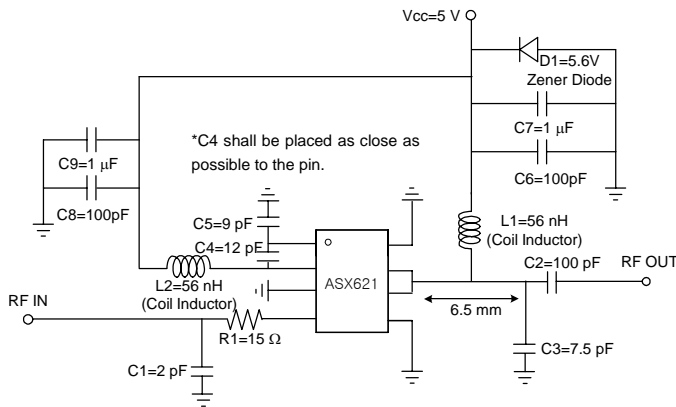 Vcc=5 V
D1=5.6V
Zener Diode
C7=1 μF
C6=100pF
C9=1 μF
C8=100pF
*C4 shall be placed as close as
possible to the pin.
C5=9 pF
C4=12 pF
L1=56 nH
(Coil Inductor)
L2=56 nH
(Coil Inductor)
ASX621
C2=100 pF
RF OUT
RF IN
6.5 mm
R1=15 Ω
C1=2 pF
C3=7.5 pF